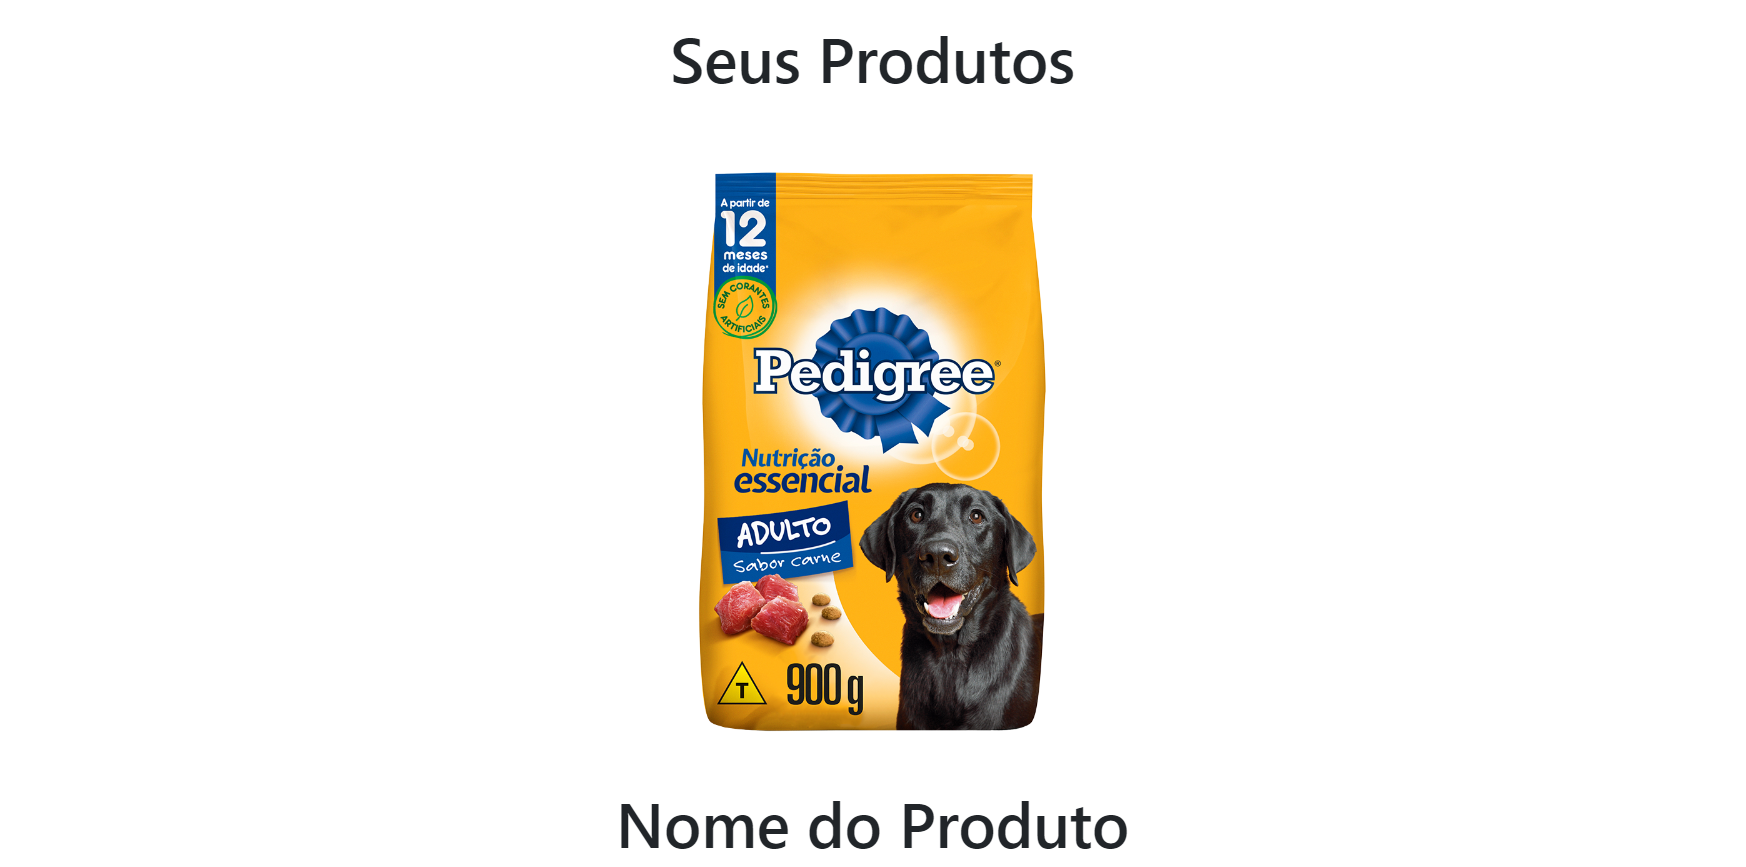 Seus Produtos
A partir de
12
meses
de idade*
SEM CORANTES
ARTIFICIAIS
Pedigree®
Nutrição
essencial
ADULTO
Sabor carne
T
900 g
Nome do Produto